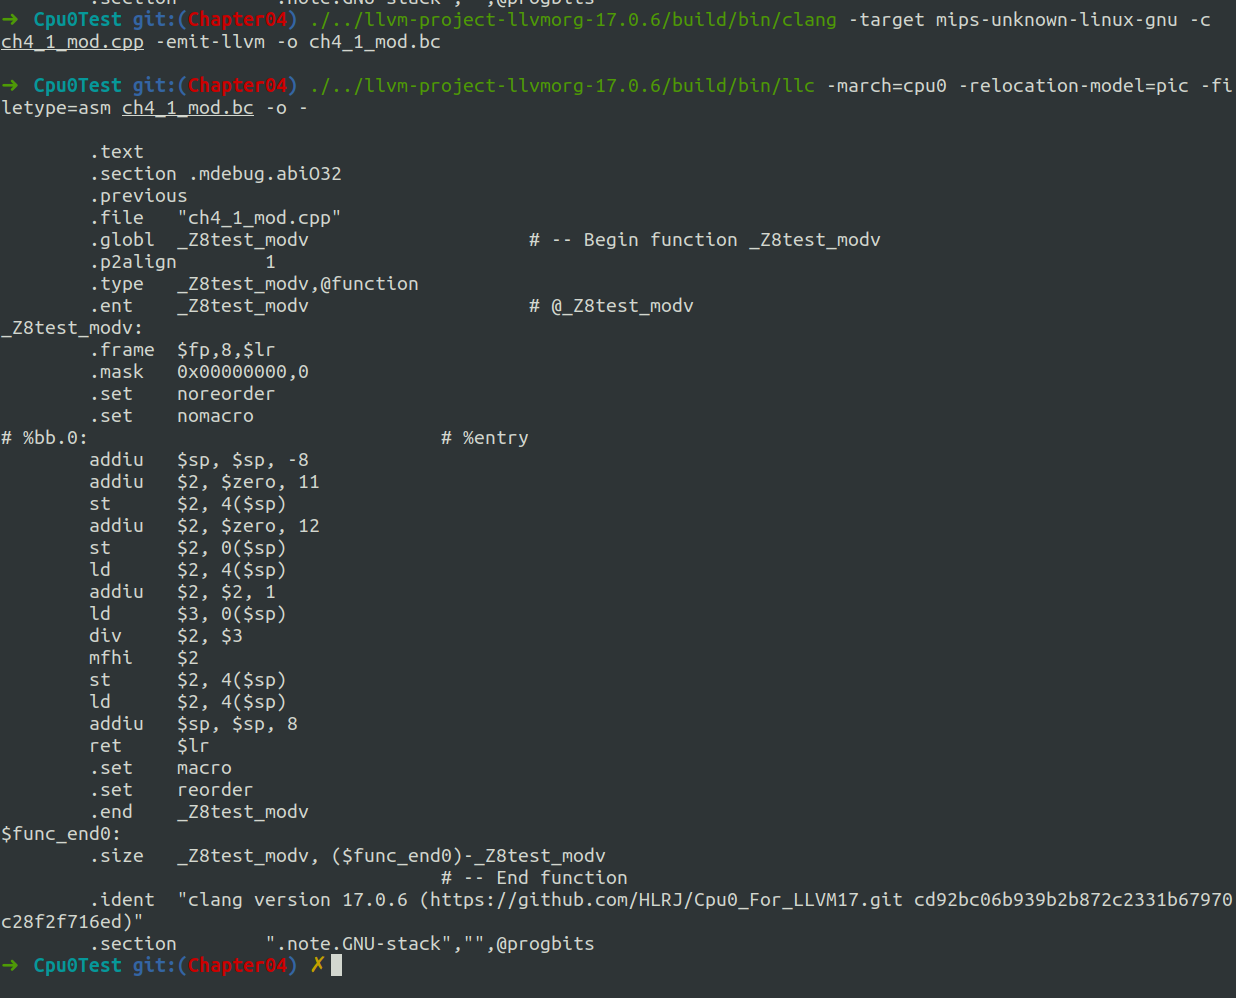 .section        ".note.GNU-stack","",@progbits
➜  Cpu0Test git:(Chapter04) ./../llvm-project-llvmorg-17.0.6/build/bin/clang -target mips-unknown-linux-gnu -c
ch4_1_mod.cpp -emit-llvm -o ch4_1_mod.bc
➜  Cpu0Test git:(Chapter04) ./../llvm-project-llvmorg-17.0.6/build/bin/llc -march=cpu0 -relocation-model=pic -fi
letype=asm ch4_1_mod.bc -o -
        .text
        .section .mdebug.abiO32
        .previous
        .file   "ch4_1_mod.cpp"
        .globl  _Z8test_modv                    # -- Begin function _Z8test_modv
        .p2align        1
        .type   _Z8test_modv,@function
        .ent    _Z8test_modv                    # @_Z8test_modv
_Z8test_modv:
        .frame  $fp,8,$lr
        .mask   0x00000000,0
        .set    noreorder
        .set    nomacro
# %bb.0:                                # %entry
        addiu   $sp, $sp, -8
        addiu   $2, $zero, 11
        st      $2, 4($sp)
        addiu   $2, $zero, 12
        st      $2, 0($sp)
        ld      $2, 4($sp)
        addiu   $2, $2, 1
        ld      $3, 0($sp)
        div     $2, $3
        mfhi    $2
        st      $2, 4($sp)
        ld      $2, 4($sp)
        addiu   $sp, $sp, 8
        ret     $lr
        .set    macro
        .set    reorder
        .end    _Z8test_modv
$func_end0:
        .size   _Z8test_modv, ($func_end0)-_Z8test_modv
                                        # -- End function
        .ident  "clang version 17.0.6 (https://github.com/HLRJ/Cpu0_For_LLVM17.git cd92bc06b939b2b872c2331b67970
c28f2f716ed)"
        .section        ".note.GNU-stack","",@progbits
➜  Cpu0Test git:(Chapter04) ✗